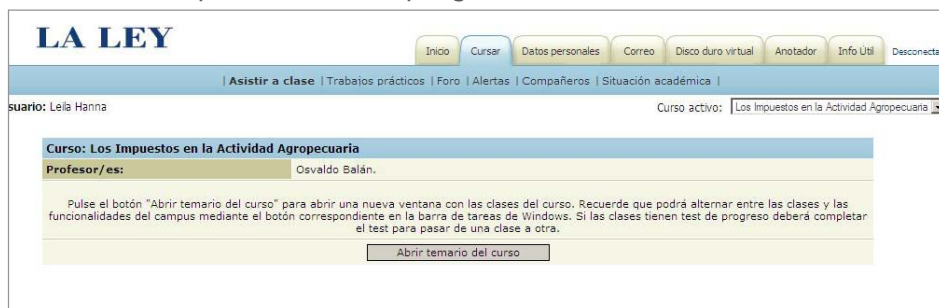 LA LEY
Inicio Cursar Datos personales Correo Disco duro virtual Anotador Info Útil Desconecta
| Asistir a clase | Trabajos prácticos | Foro | Alertas | Compañeros | Situación académica |
suario: Leila Hanna Curso activo: Los Impuestos en la Actividad Agropecuaria
Curso: Los Impuestos en la Actividad Agropecuaria
Profesor/es: Osvaldo Balán.
Pulse el botón "Abrir temario del curso" para abrir una nueva ventana con las clases del curso. Recuerde que podrá alternar entre las clases y las
funcionalidades del campus mediante el botón correspondiente en la barra de tareas de Windows. Si las clases tienen test de progreso deberá completar
el test para pasar de una clase a otra.
Abrir temario del curso